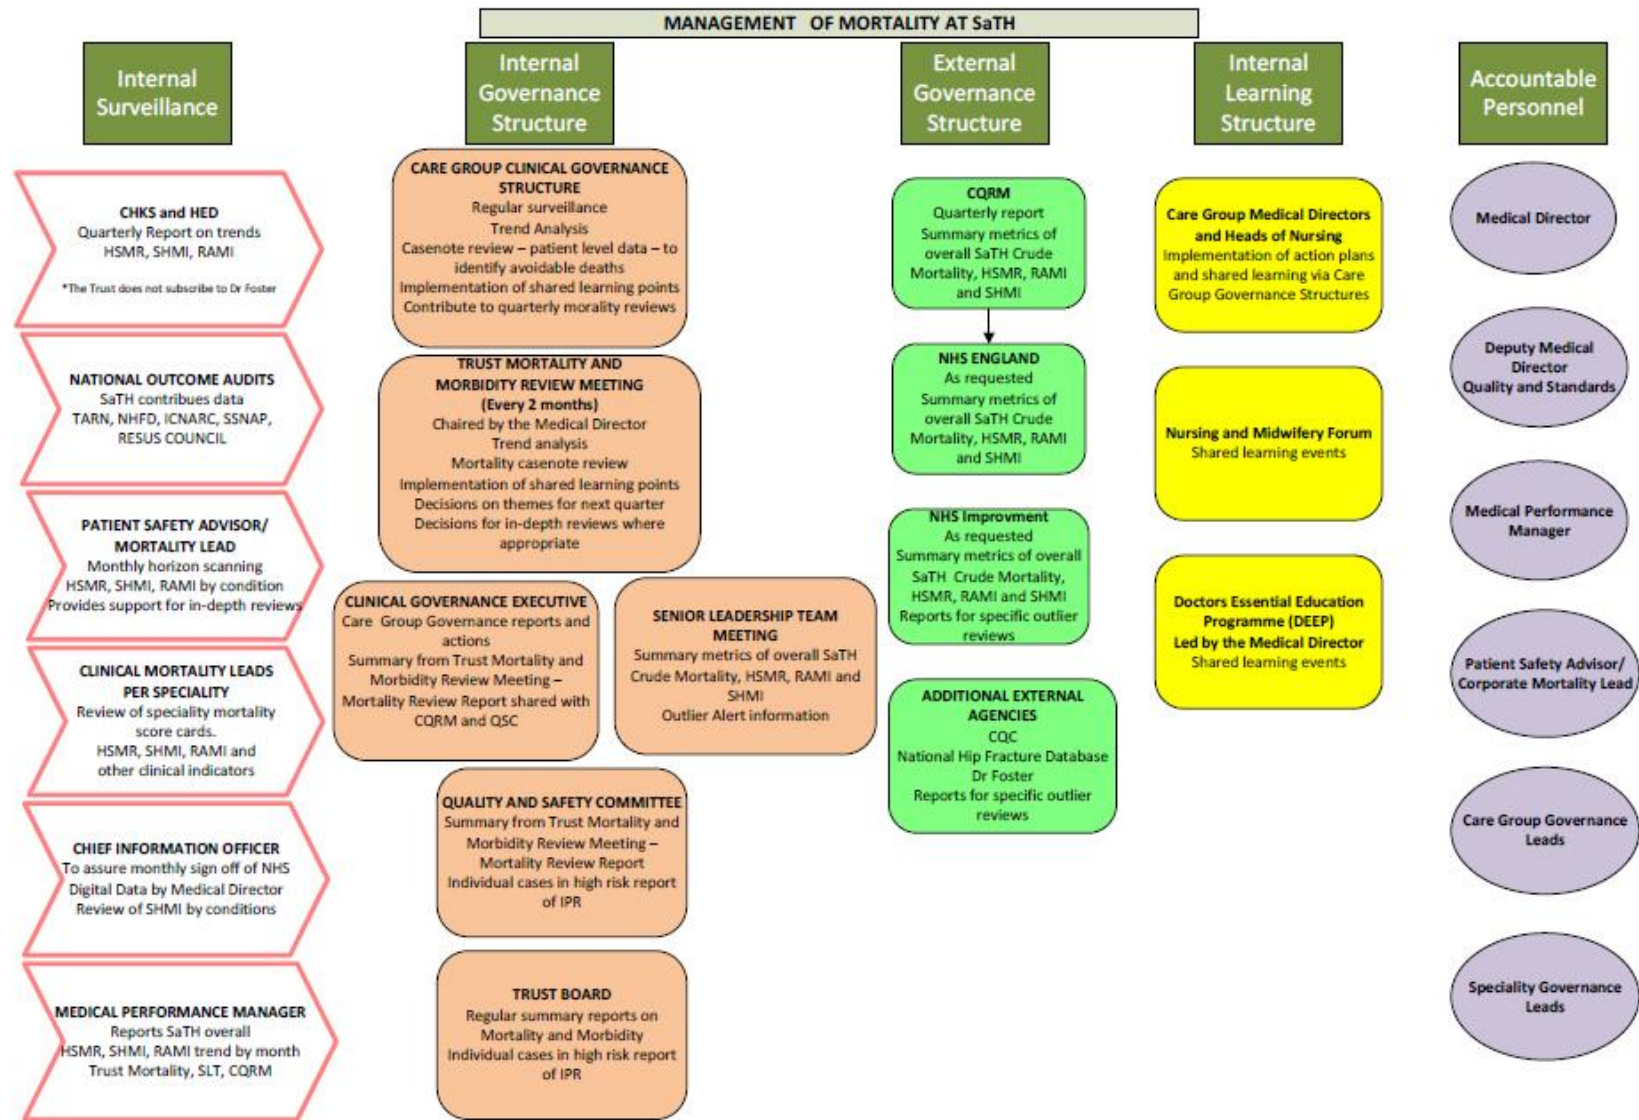 MANAGEMENT OF MORTALITY AT SaTH
Internal
Surveillance
CHKS and HED
Quarterly Report on trends
HSMR, SHMI, RAMI
*The Trust does not subscribe to Dr Foster
NATIONAL OUTCOME AUDITS
SaTH contribues data
TARN, NHFD, ICNARC, SSNAP,
RESUS COUNCIL
PATIENT SAFETY ADVISOR/
MORTALITY LEAD
Monthly horizon scanning
HSMR, SHMI, RAMI by condition
Provides support for in-depth reviews
CLINICAL MORTALITY LEADS
PER SPECIALITY
Review of speciality mortality
score cards.
HSMR, SHMI, RAMI and
other clinical indicators
CHIEF INFORMATION OFFICER
To assure monthly sign off of NHS
Digital Data by Medical Director
Review of SHMI by conditions
MEDICAL PERFORMANCE MANAGER
Reports SaTH overall
HSMR, SHMI, RAMI trend by month
Trust Mortality, SLT, CQRM
Internal
Governance
Structure
CARE GROUP CLINICAL GOVERNANCE
STRUCTURE
Regular surveillance
Trend Analysis
Casenote review – patient level data – to
identify avoidable deaths
Implementation of shared learning points
Contribute to quarterly morality reviews
TRUST MORTALITY AND
MORBIDITY REVIEW MEETING
(Every 2 months)
Chaired by the Medical Director
Trend analysis
Mortality casenote review
Implementation of shared learning points
Decisions on themes for next quarter
Decisions for in-depth reviews where
appropriate
CLINICAL GOVERNANCE EXECUTIVE
Care Group Governance reports and
actions
Summary from Trust Mortality and
Morbidity Review Meeting –
Mortality Review Report shared with
CQRM and QSC
SENIOR LEADERSHIP TEAM
MEETING
Summary metrics of overall SaTH
Crude Mortality, HSMR, RAMI and
SHMI
Outlier Alert information
QUALITY AND SAFETY COMMITTEE
Summary from Trust Mortality and
Morbidity Review Meeting –
Mortality Review Report
Individual cases in high risk report
of IPR
TRUST BOARD
Regular summary reports on
Mortality and Morbidity
Individual cases in high risk report
of IPR
External
Governance
Structure
CQRM
Quarterly report
Summary metrics of
overall SaTH Crude
Mortality, HSMR, RAMI
and SHMI
NHS ENGLAND
As requested
Summary metrics of
overall SaTH Crude
Mortality, HSMR, RAMI
and SHMI
NHS Improvment
As requested
Summary metrics of overall
SaTH Crude Mortality,
HSMR, RAMI and SHMI
Reports for specific outlier
reviews
ADDITIONAL EXTERNAL
AGENCIES
CQC
National Hip Fracture Database
Dr Foster
Reports for specific outlier
reviews
Internal
Learning
Structure
Care Group Medical Directors
and Heads of Nursing
Implementation of action plans
and shared learning via Care
Group Governance Structures
Nursing and Midwifery Forum
Shared learning events
Doctors Essential Education
Programme (DEEP)
Led by the Medical Director
Shared learning events
Accountable
Personnel
Medical Director
Deputy Medical
Director
Quality and Standards
Medical Performance
Manager
Patient Safety Advisor/
Corporate Mortality Lead
Care Group Governance
Leads
Speciality Governance
Leads